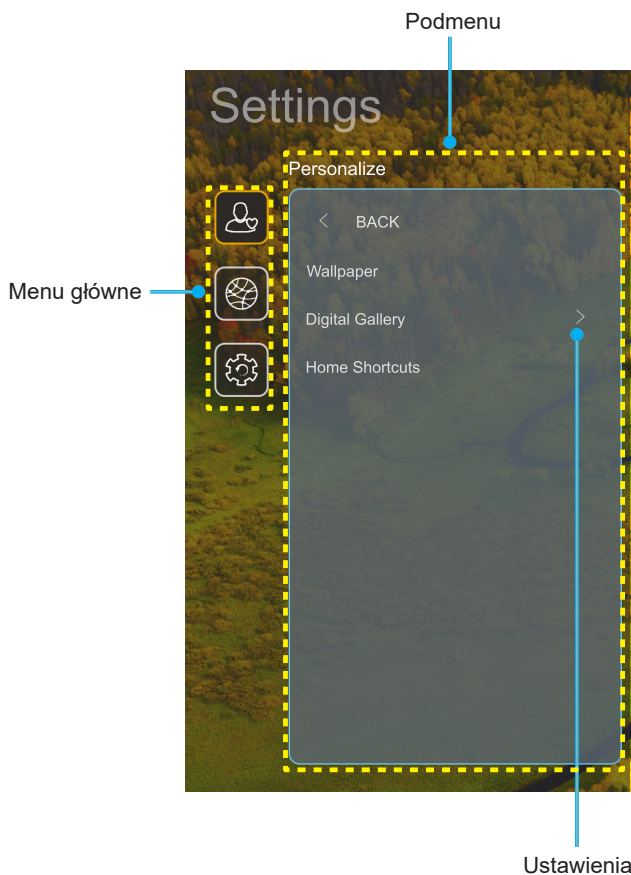 Podmenu
Settings
Personalize
BACK
Menu główne
Wallpaper
Digital Gallery
Home Shortcuts
Ustawienia